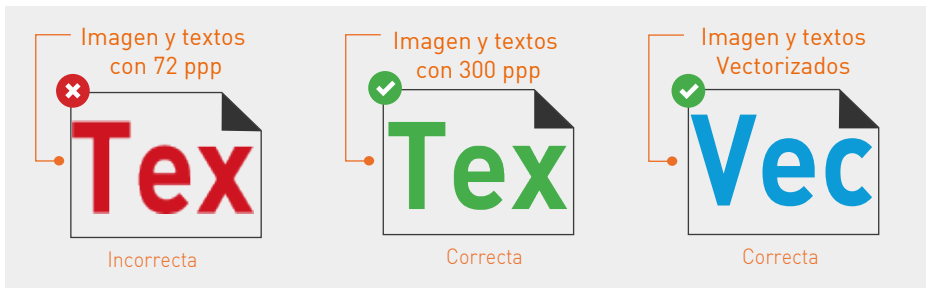 Imagen y textos
con 72 ppp
Tex
Incorrecta
Imagen y textos
con 300 ppp
Tex
Correcta
Imagen y textos
Vectorizados
Vec
Correcta